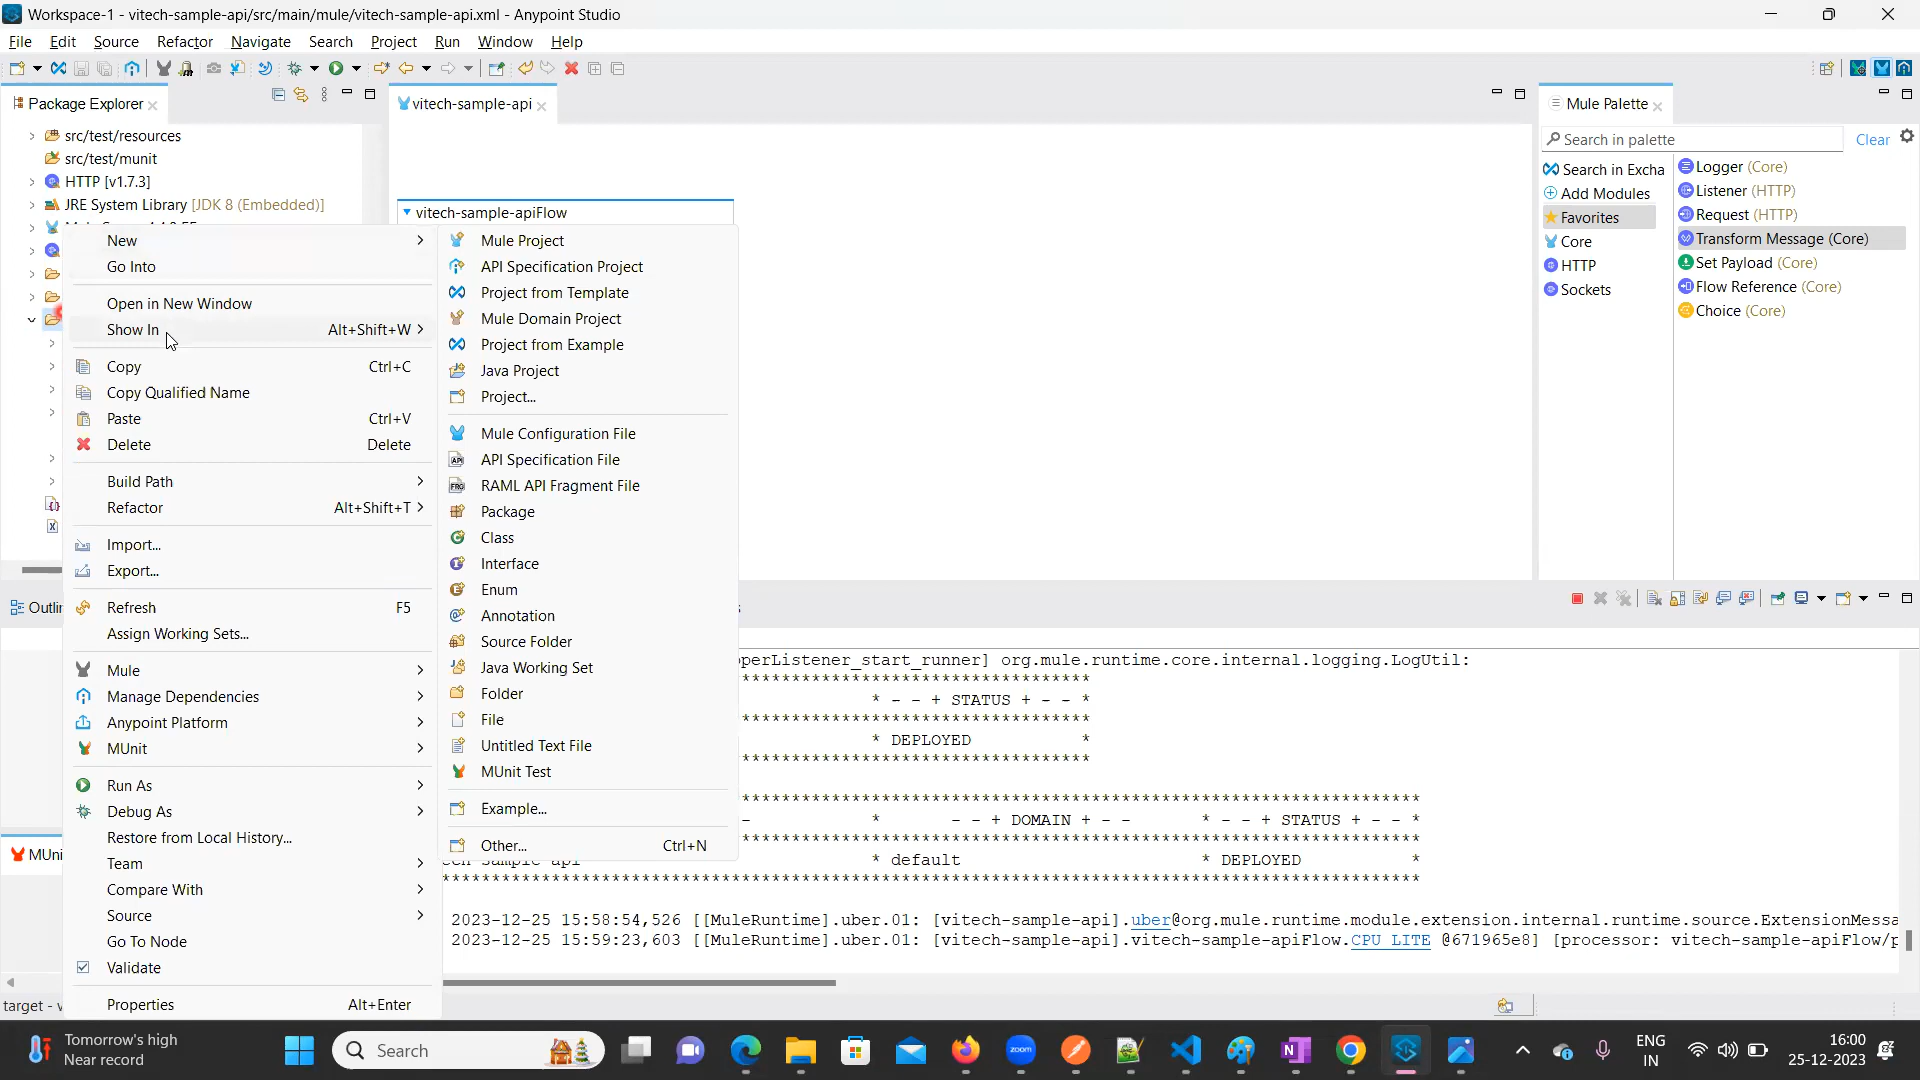 Workspace-1 - vitech-sample-api/src/main/mule/vitech-sample-api.xml - Anypoint Studio
File Edit Source Refactor Navigate Search Project Run Window Help
Package Explorer
vitech-sample-api
Mule Palette
src/test/resources
src/test/munit
HTTP [v1.7.3]
JRE System Library [JDK 8 (Embedded)]
vitech-sample-apiFlow
Search in palette
Clear
Search in Excha
Add Modules
Favorites
Core
HTTP
Sockets
Logger (Core)
Listener (HTTP)
Request (HTTP)
Transform Message (Core)
Set Payload (Core)
Flow Reference (Core)
Choice (Core)
New
Go Into
Open in New Window
Show In Alt+Shift+W
Copy Ctrl+C
Copy Qualified Name
Paste Ctrl+V
Delete Delete
Build Path
Refactor Alt+Shift+T
Import...
Export...
Refresh F5
Assign Working Sets...
Mule
Manage Dependencies
Anypoint Platform
MUnit
Run As
Debug As
Restore from Local History...
Team
Compare With
Source
Go To Node
Validate
Properties Alt+Enter
Mule Project
API Specification Project
Project from Template
Mule Domain Project
Project from Example
Java Project
Project...
Mule Configuration File
API Specification File
RAML API Fragment File
Package
Class
Interface
Enum
Annotation
Source Folder
Java Working Set
Folder
File
Untitled Text File
MUnit Test
Example...
Other... Ctrl+N
Outlin
MUni
target - v
perListener_start_runner] org.mule.runtime.core.internal.logging.LogUtil:
***********************************
* - - + STATUS + - - *
***********************************
* DEPLOYED *
***********************************
********************************************************************
- * - - + DOMAIN + - - * - - + STATUS + - - *
********************************************************************
* default * DEPLOYED *
**************************************************************************************************
2023-12-25 15:58:54,526 [[MuleRuntime].uber.01: [vitech-sample-api].uber@org.mule.runtime.module.extension.internal.runtime.source.ExtensionMessa
2023-12-25 15:59:23,603 [[MuleRuntime].uber.01: [vitech-sample-api].vitech-sample-apiFlow.CPU_LITE @671965e8] [processor: vitech-sample-apiFlow/p
Tomorrow's high
Near record
Search
zoom
ENG
IN
16:00
25-12-2023